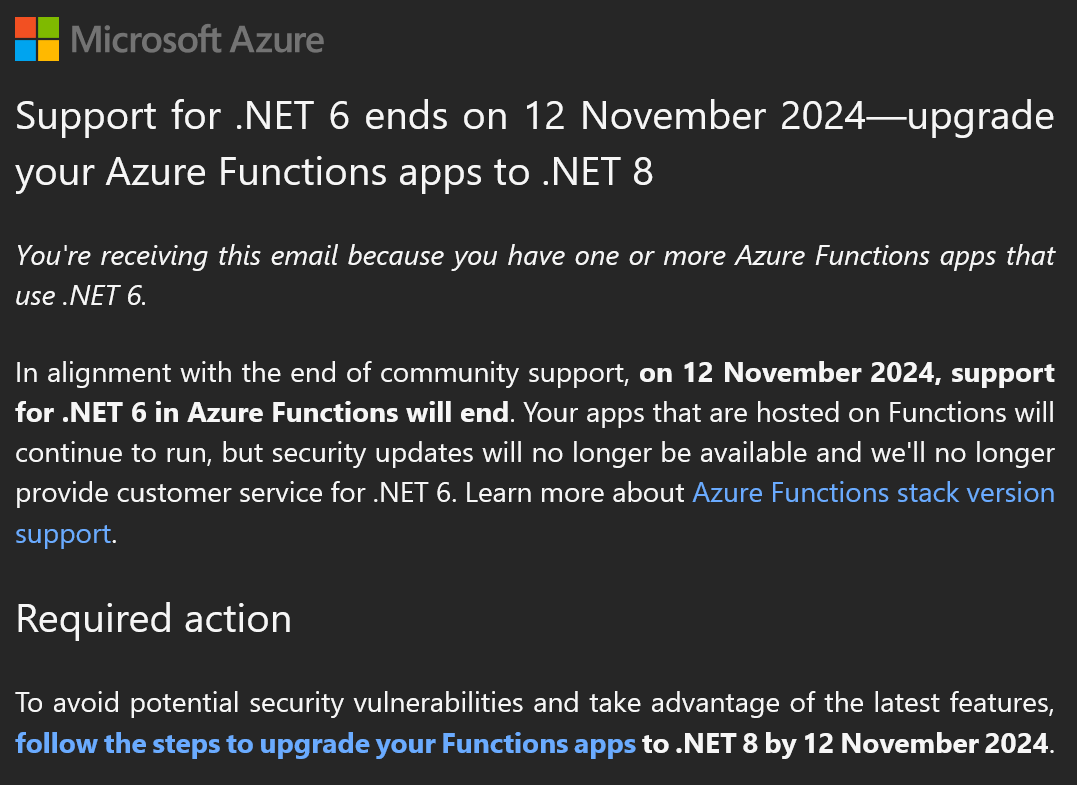 Microsoft Azure
Support for .NET 6 ends on 12 November 2024—upgrade
your Azure Functions apps to .NET 8
You're receiving this email because you have one or more Azure Functions apps that
use .NET 6.
In alignment with the end of community support, on 12 November 2024, support
for .NET 6 in Azure Functions will end. Your apps that are hosted on Functions will
continue to run, but security updates will no longer be available and we'll no longer
provide customer service for .NET 6. Learn more about Azure Functions stack version
support.
Required action
To avoid potential security vulnerabilities and take advantage of the latest features,
follow the steps to upgrade your Functions apps to .NET 8 by 12 November 2024.